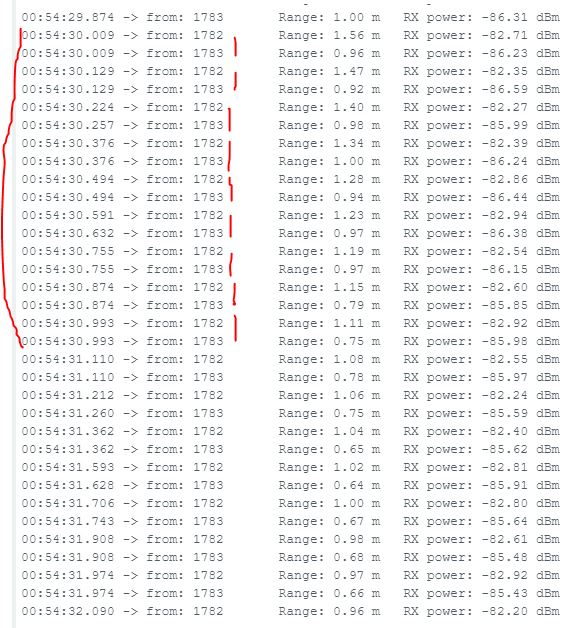 00:54:29.874 -> from: 1783 Range: 1.00 m RX power: -86.31 dBm
00:54:30.009 -> from: 1782 Range: 1.56 m RX power: -82.71 dBm
00:54:30.009 -> from: 1783 Range: 0.96 m RX power: -86.23 dBm
00:54:30.129 -> from: 1782 Range: 1.47 m RX power: -82.35 dBm
00:54:30.129 -> from: 1783 Range: 0.92 m RX power: -86.59 dBm
00:54:30.224 -> from: 1782 Range: 1.40 m RX power: -82.27 dBm
00:54:30.257 -> from: 1783 Range: 0.98 m RX power: -85.99 dBm
00:54:30.376 -> from: 1782 Range: 1.34 m RX power: -82.39 dBm
00:54:30.376 -> from: 1783 Range: 1.00 m RX power: -86.24 dBm
00:54:30.494 -> from: 1782 Range: 1.28 m RX power: -82.86 dBm
00:54:30.494 -> from: 1783 Range: 0.94 m RX power: -86.44 dBm
00:54:30.591 -> from: 1782 Range: 1.23 m RX power: -82.94 dBm
00:54:30.632 -> from: 1783 Range: 0.97 m RX power: -86.38 dBm
00:54:30.755 -> from: 1782 Range: 1.19 m RX power: -82.54 dBm
00:54:30.755 -> from: 1783 Range: 0.97 m RX power: -86.15 dBm
00:54:30.874 -> from: 1782 Range: 1.15 m RX power: -82.60 dBm
00:54:30.874 -> from: 1783 Range: 0.79 m RX power: -85.85 dBm
00:54:30.993 -> from: 1782 Range: 1.11 m RX power: -82.92 dBm
00:54:30.993 -> from: 1783 Range: 0.75 m RX power: -85.98 dBm
00:54:31.110 -> from: 1782 Range: 1.08 m RX power: -82.55 dBm
00:54:31.110 -> from: 1783 Range: 0.78 m RX power: -85.97 dBm
00:54:31.212 -> from: 1782 Range: 1.06 m RX power: -82.24 dBm
00:54:31.260 -> from: 1783 Range: 0.75 m RX power: -85.59 dBm
00:54:31.362 -> from: 1782 Range: 1.04 m RX power: -82.40 dBm
00:54:31.362 -> from: 1783 Range: 0.65 m RX power: -85.62 dBm
00:54:31.593 -> from: 1782 Range: 1.02 m RX power: -82.81 dBm
00:54:31.628 -> from: 1783 Range: 0.64 m RX power: -85.91 dBm
00:54:31.706 -> from: 1782 Range: 1.00 m RX power: -82.80 dBm
00:54:31.743 -> from: 1783 Range: 0.67 m RX power: -85.64 dBm
00:54:31.908 -> from: 1782 Range: 0.98 m RX power: -82.61 dBm
00:54:31.908 -> from: 1783 Range: 0.68 m RX power: -85.48 dBm
00:54:31.974 -> from: 1782 Range: 0.97 m RX power: -82.92 dBm
00:54:31.974 -> from: 1783 Range: 0.66 m RX power: -85.43 dBm
00:54:32.090 -> from: 1782 Range: 0.96 m RX power: -82.20 dBm